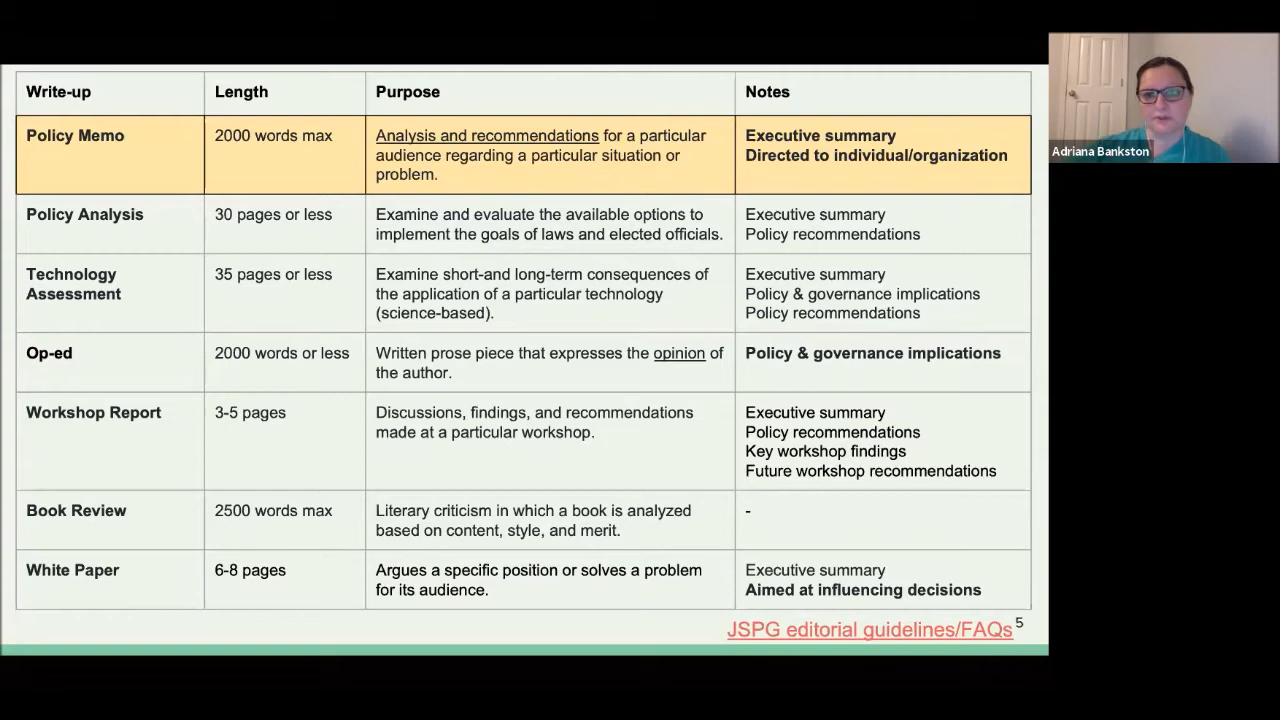 Write-up Length Purpose Notes
Policy Memo 2000 words max Analysis and recommendations for a particular Executive summary
audience regarding a particular situation or Directed to individual/organization
problem.
Policy Analysis 30 pages or less Examine and evaluate the available options to Executive summary
implement the goals of laws and elected officials. Policy recommendations
Technology 35 pages or less Examine short-and long-term consequences of Executive summary
Assessment the application of a particular technology Policy & governance implications
(science-based). Policy recommendations
Op-ed 2000 words or less Written prose piece that expresses the opinion of Policy & governance implications
the author.
Workshop Report 3-5 pages Discussions, findings, and recommendations Executive summary
made at a particular workshop. Policy recommendations
Key workshop findings
Future workshop recommendations
Book Review 2500 words max Literary criticism in which a book is analyzed -
based on content, style, and merit.
White Paper 6-8 pages Argues a specific position or solves a problem Executive summary
for its audience. Aimed at influencing decisions
JSPG editorial guidelines/FAQs 5
Adriana Bankston